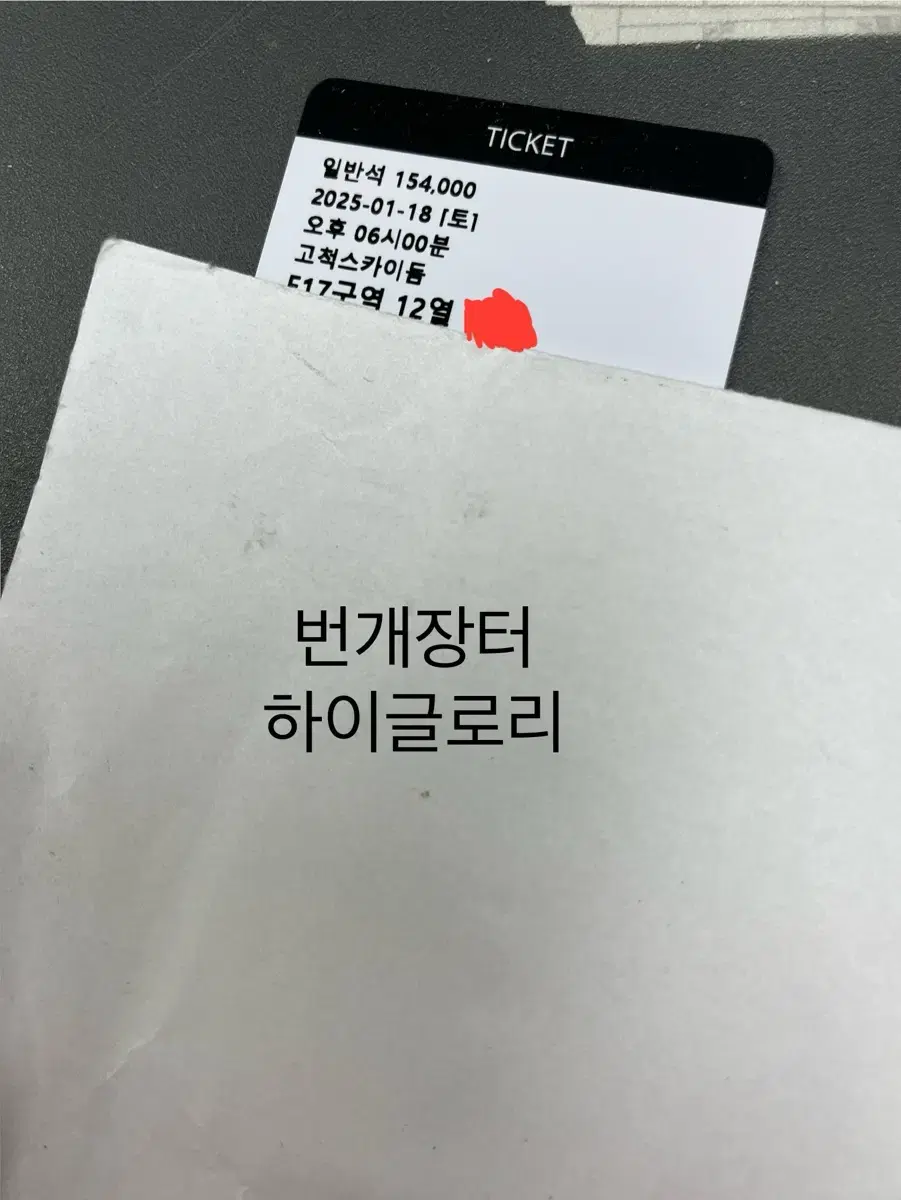 TICKET
일반석 154,000
2025-01-18 [토]
오후 06시00분
고척스카이돔
517구역 12열
번개장터
하이글로리